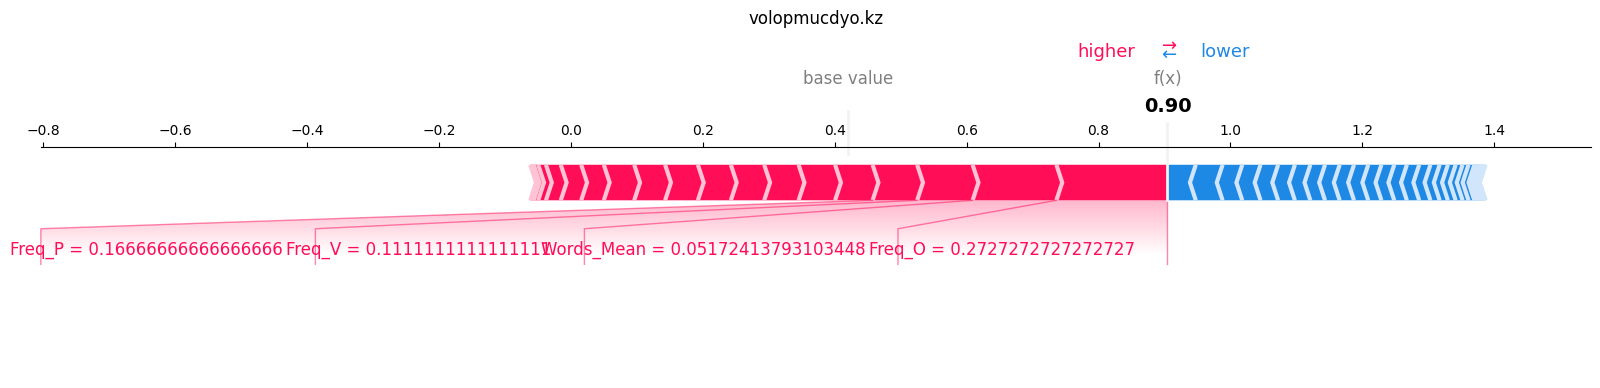 volopmucdyo.kz
higher → ← lower
base value f(x)
0.90
−0.8 −0.6 −0.4 −0.2 0.0 0.2 0.4 0.6 0.8 1.0 1.2 1.4
Freq_P = 0.16666666666666666 Freq_V = 0.1111111111111111 Words_Mean = 0.05172413793103448 Freq_O = 0.2727272727272727